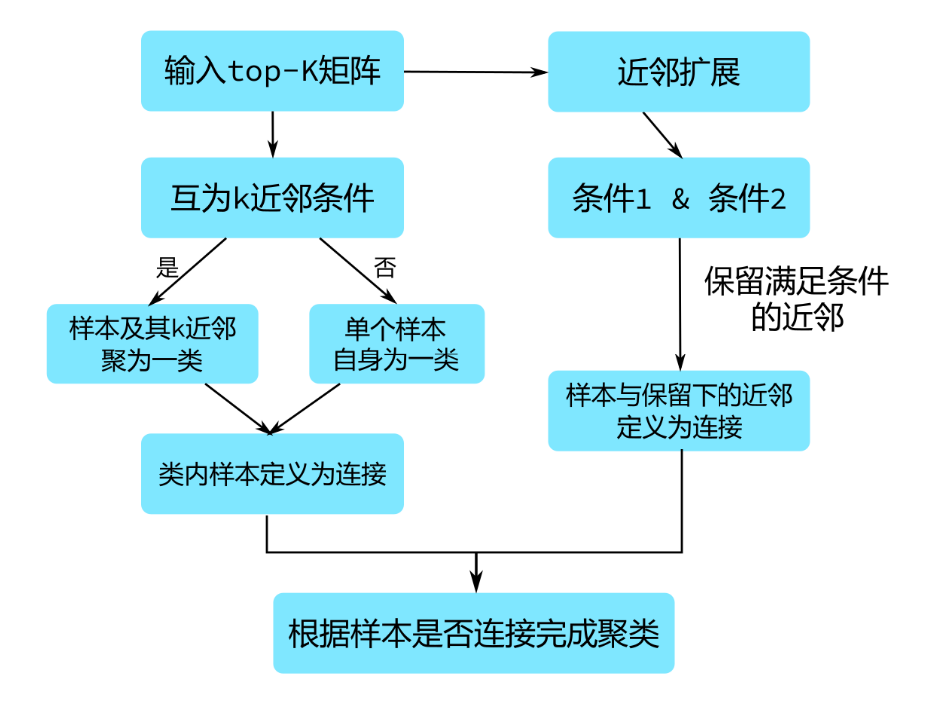 输入top-K矩阵
近邻扩展
互为k近邻条件
条件1 & 条件2
是
否
保留满足条件
的近邻
样本及其k近邻
聚为一类
单个样本
自身为一类
样本与保留下的近邻
定义为连接
类内样本定义为连接
根据样本是否连接完成聚类